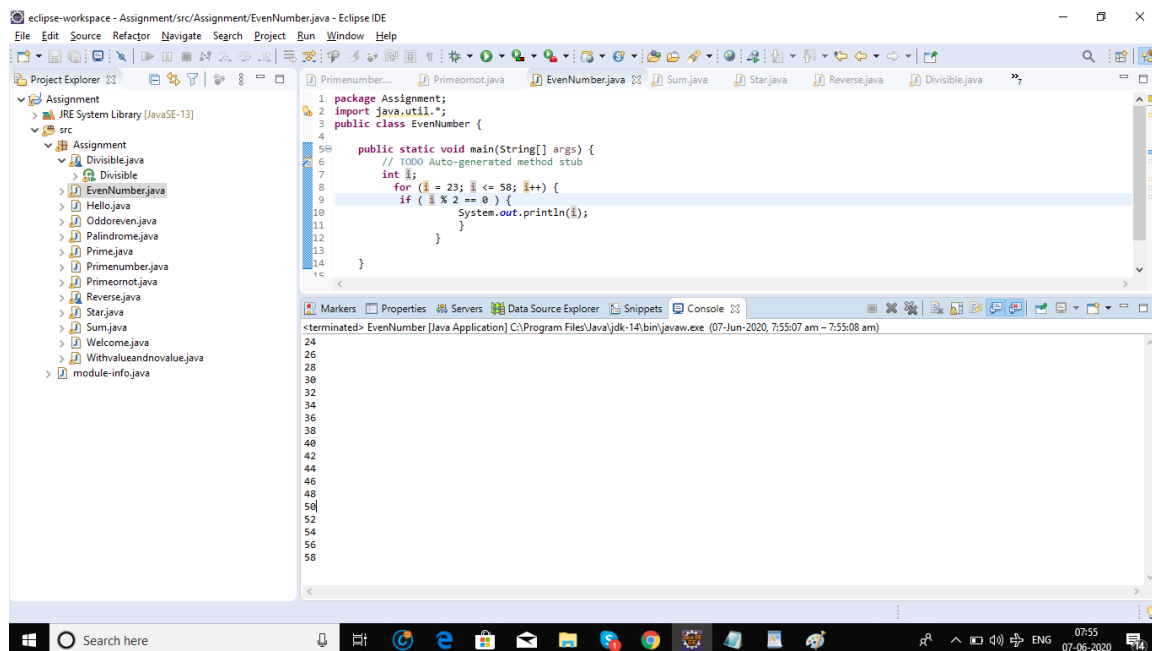 eclipse-workspace - Assignment/src/Assignment/EvenNumber.java - Eclipse IDE
File Edit Source Refactor Navigate Search Project Run Window Help
Project Explorer
Assignment
JRE System Library [JavaSE-13]
src
Assignment
Divisible.java
Divisible
EvenNumber.java
Hello.java
Oddoreven.java
Palindrome.java
Prime.java
Primenumber.java
Primeornot.java
Reverse.java
Star.java
Sum.java
Welcome.java
Withvalueandnovalue.java
module-info.java
Primenumber.... Primeornot.java EvenNumber.java Sum.java Star.java Reverse.java Divisible.java »7
1 package Assignment;
2 import java.util.*;
3 public class EvenNumber {
4
5 public static void main(String[] args) {
6 // TODO Auto-generated method stub
7 int i;
8 for (i = 23; i <= 58; i++) {
9 if ( i % 2 == 0 ) {
10 System.out.println(i);
11 }
12 }
13
14 }
15
Markers Properties Servers Data Source Explorer Snippets Console
<terminated> EvenNumber [Java Application] C:\Program Files\Java\jdk-14\bin\javaw.exe (07-Jun-2020, 7:55:07 am – 7:55:08 am)
24
26
28
30
32
34
36
38
40
42
44
46
48
50
52
54
56
58
Search here
ENG
07:55
07-06-2020
14